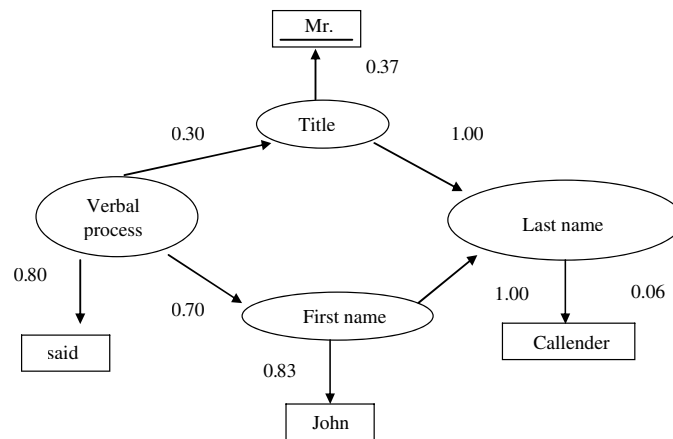 Mr.
0.37
Title
0.30
1.00
Verbal
process
Last name
0.80
0.70
First name
1.00
0.06
said
Callender
0.83
John